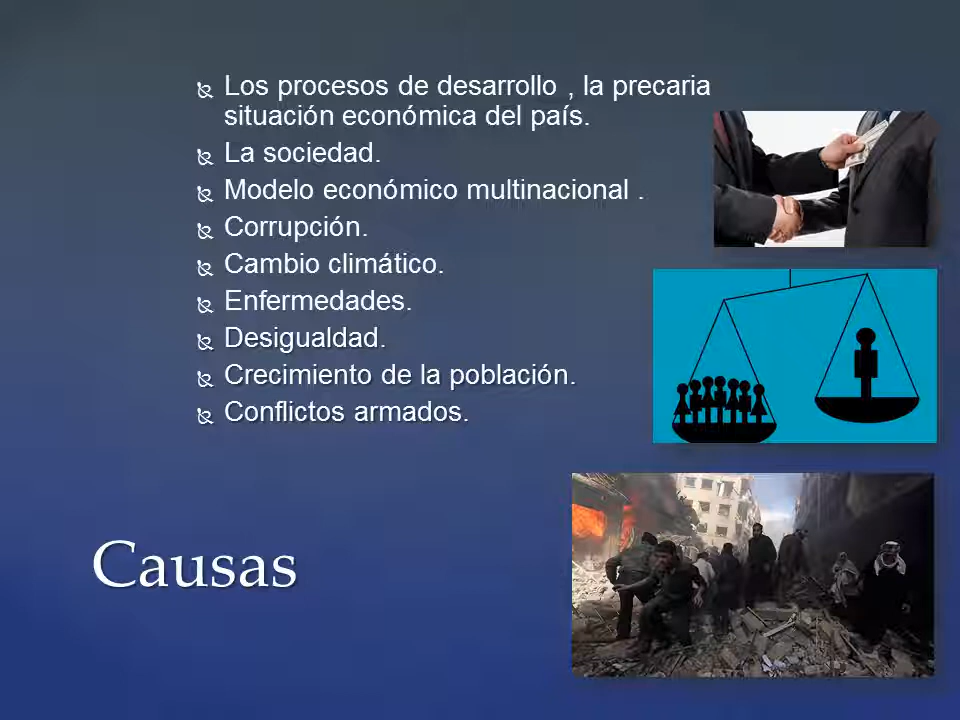 Los procesos de desarrollo , la precaria
situación económica del país.
La sociedad.
Modelo económico multinacional .
Corrupción.
Cambio climático.
Enfermedades.
Desigualdad.
Crecimiento de la población.
Conflictos armados.
Causas